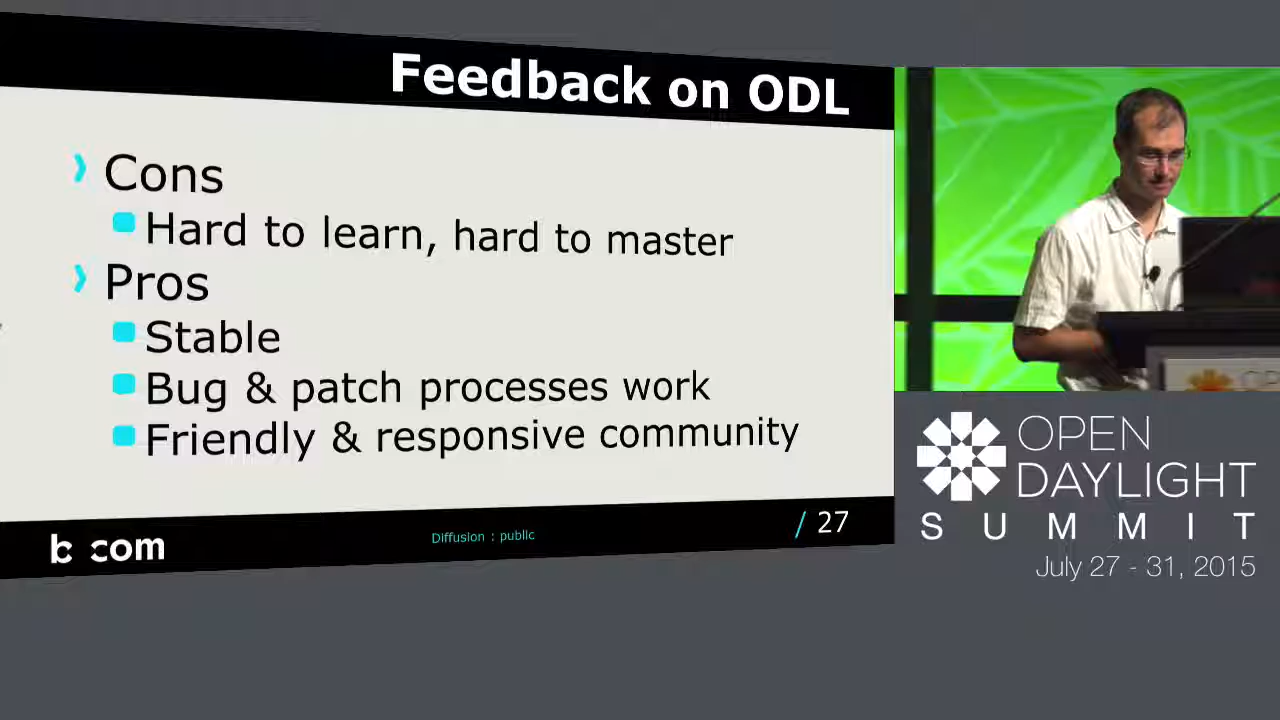 Feedback on ODL
Cons
Hard to learn, hard to master
Pros
Stable
Bug & patch processes work
Friendly & responsive community
b com
Diffusion : public
/ 27
OPEN
DAYLIGHT
SUMMIT
July 27 - 31, 2015